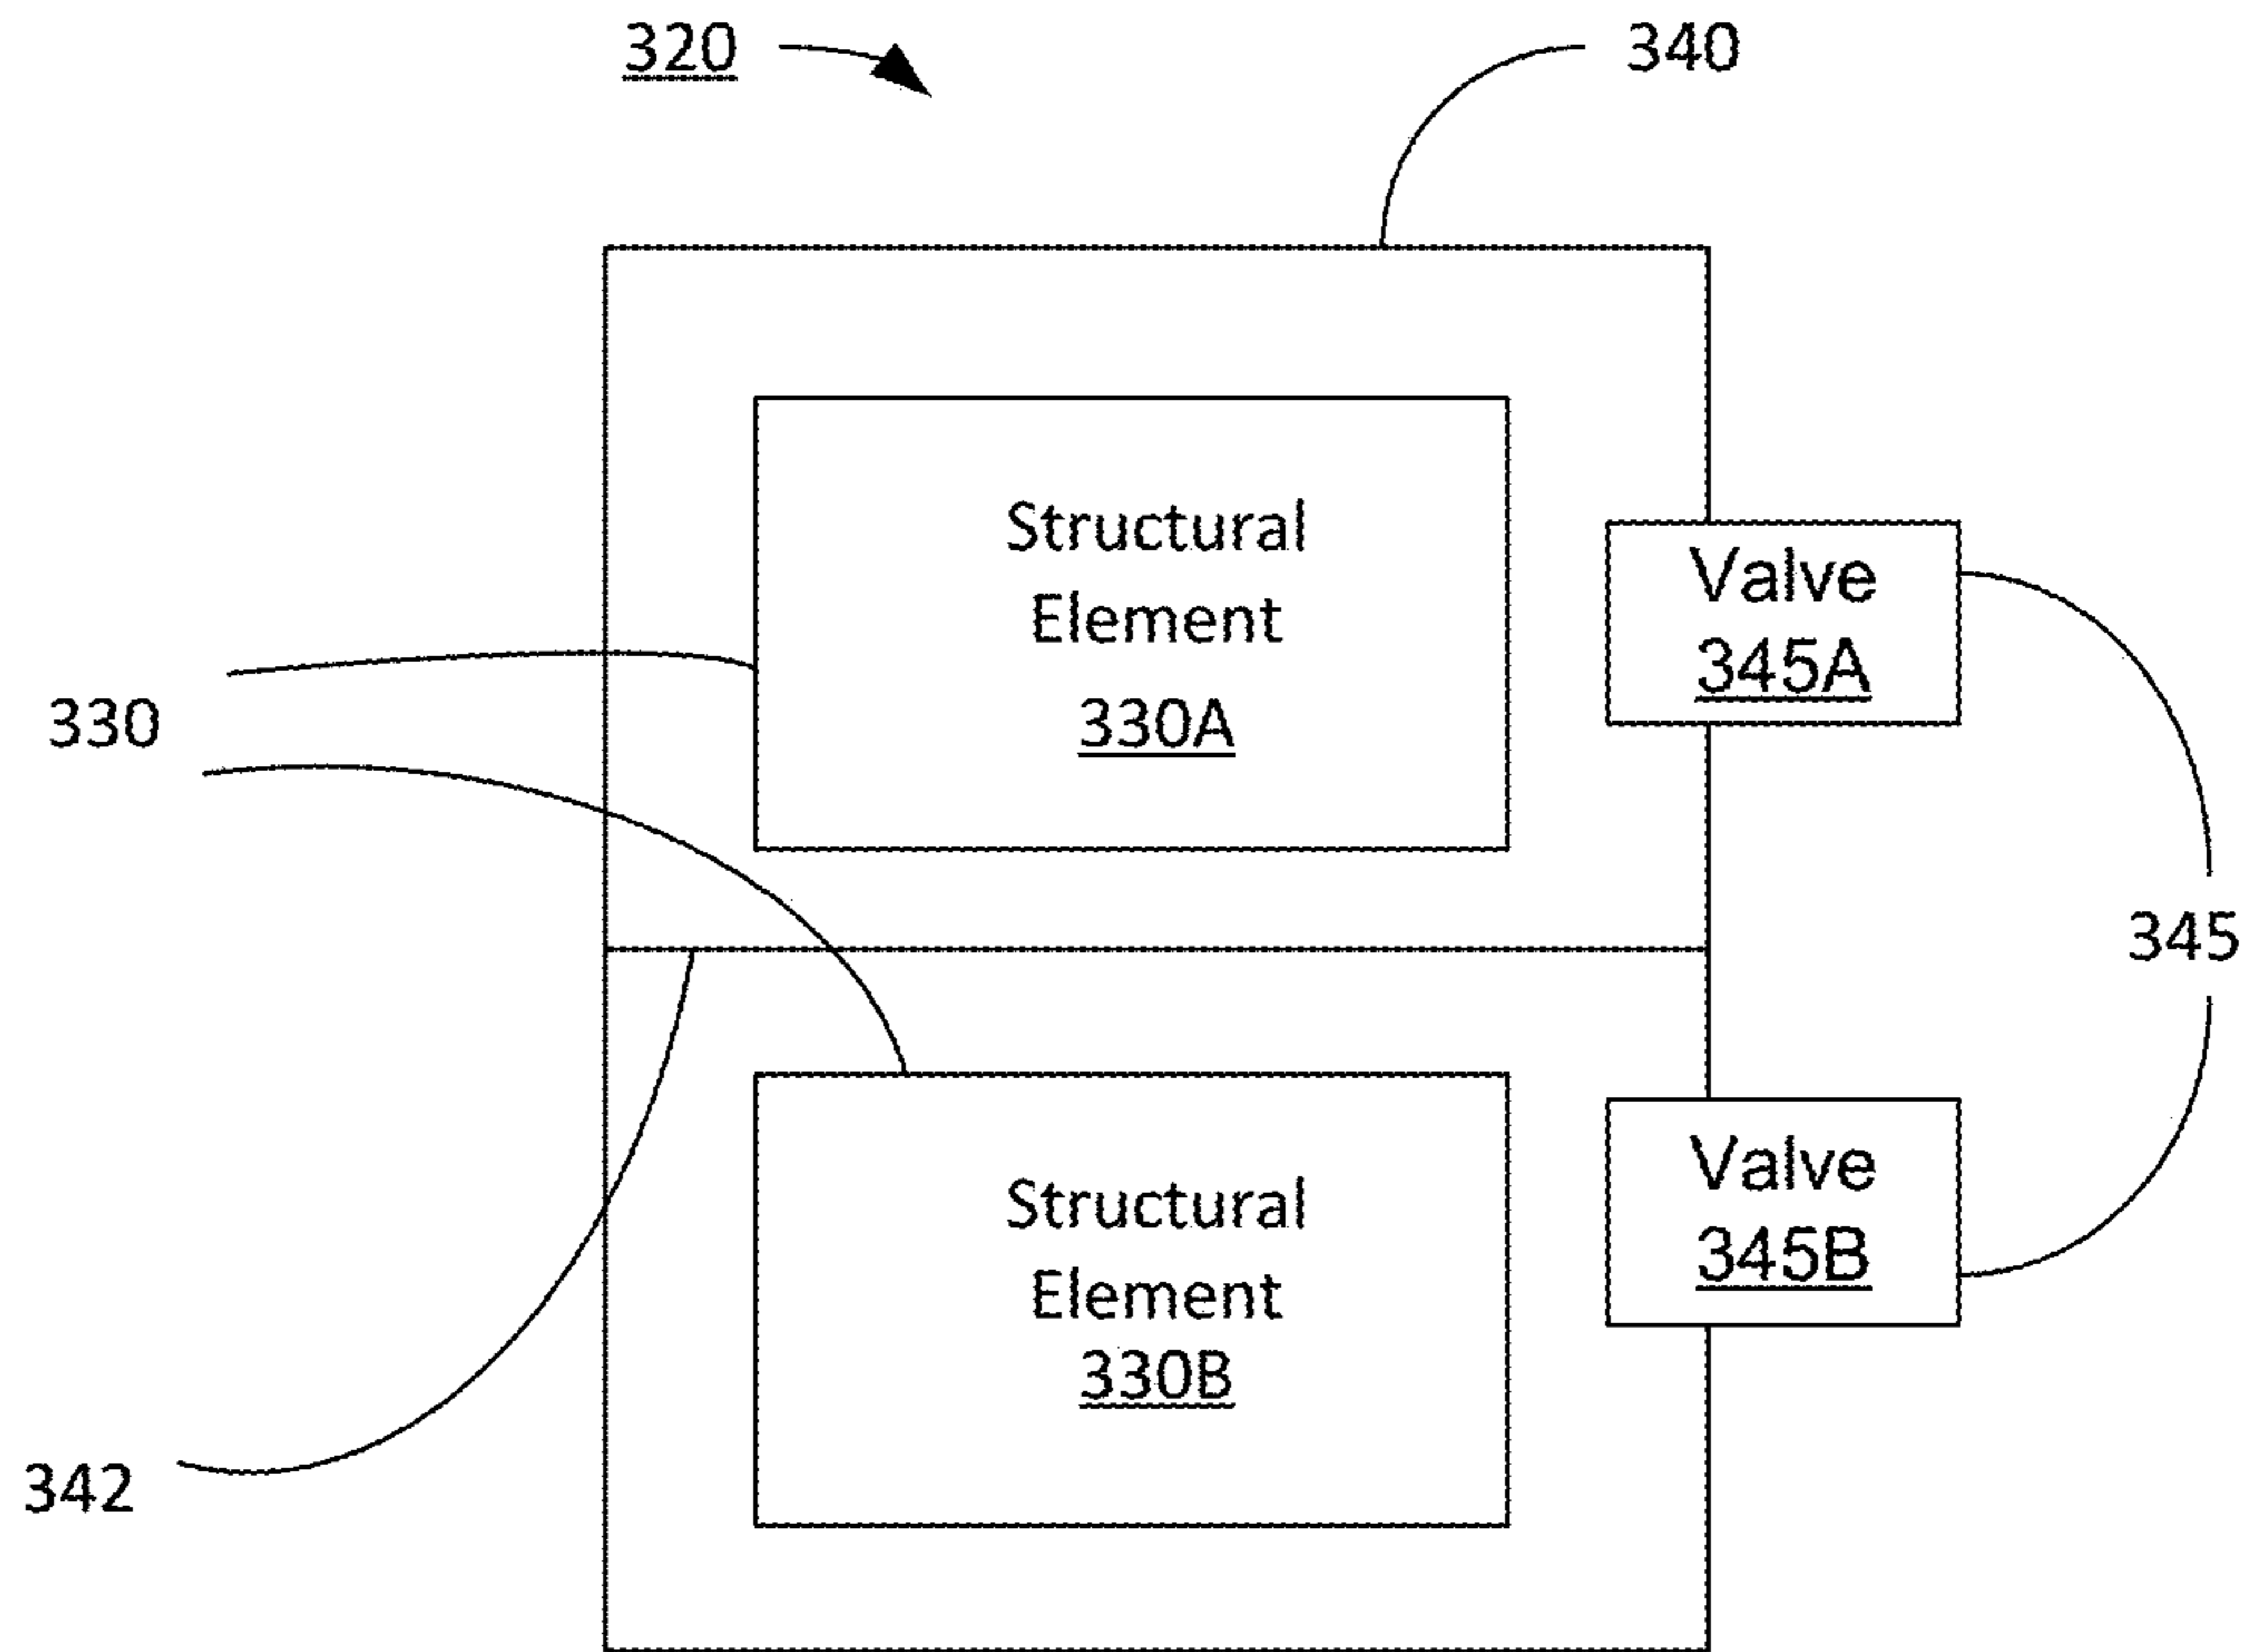 320
340
Structural
Element
330A
Valve
345A
330
345
Structural
Element
330B
Valve
345B
342